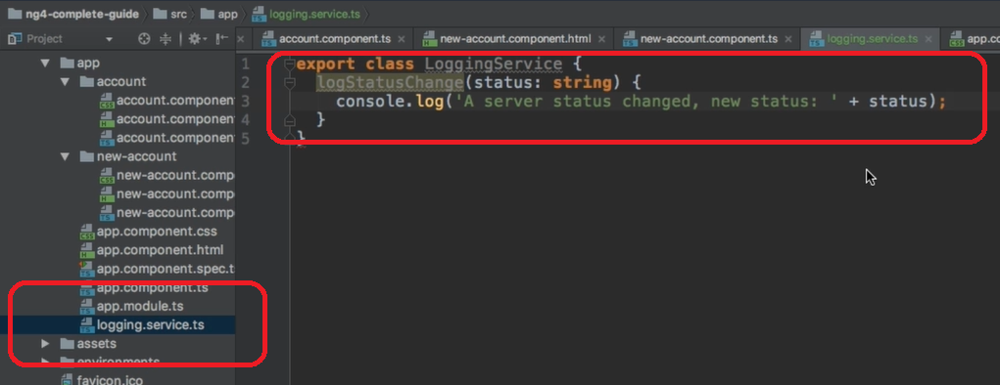 ng4-complete-guide src app logging.service.ts
Project
account.component.ts new-account.component.html new-account.component.ts logging.service.ts app.co
app
account
account.component
account.component
account.component
new-account
new-account.comp
new-account.comp
new-account.comp
app.component.css
app.component.html
app.component.spec.t
app.component.ts
app.module.ts
logging.service.ts
assets
environments
favicon.ico
1 export class LoggingService {
2 logStatusChange(status: string) {
3 console.log('A server status changed, new status: ' + status);
4 }
5 }